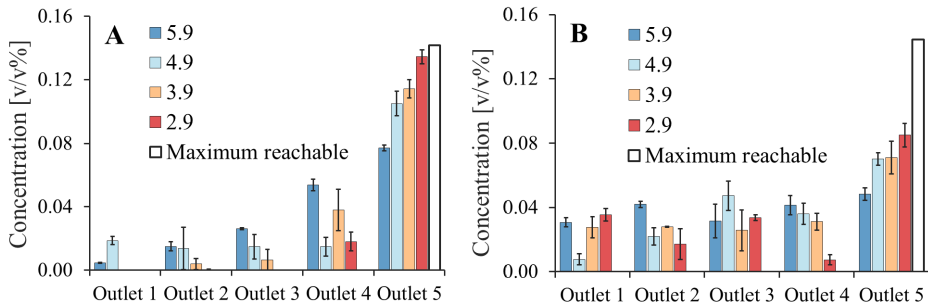 A
Concentration [v/v%]
0.16
0.12
0.08
0.04
0.00
5.9
4.9
3.9
2.9
Maximum reachable
Outlet 1 Outlet 2 Outlet 3 Outlet 4 Outlet 5
B
Concentration [v/v%]
0.16
0.12
0.08
0.04
0.00
5.9
4.9
3.9
2.9
Maximum reachable
Outlet 1 Outlet 2 Outlet 3 Outlet 4 Outlet 5